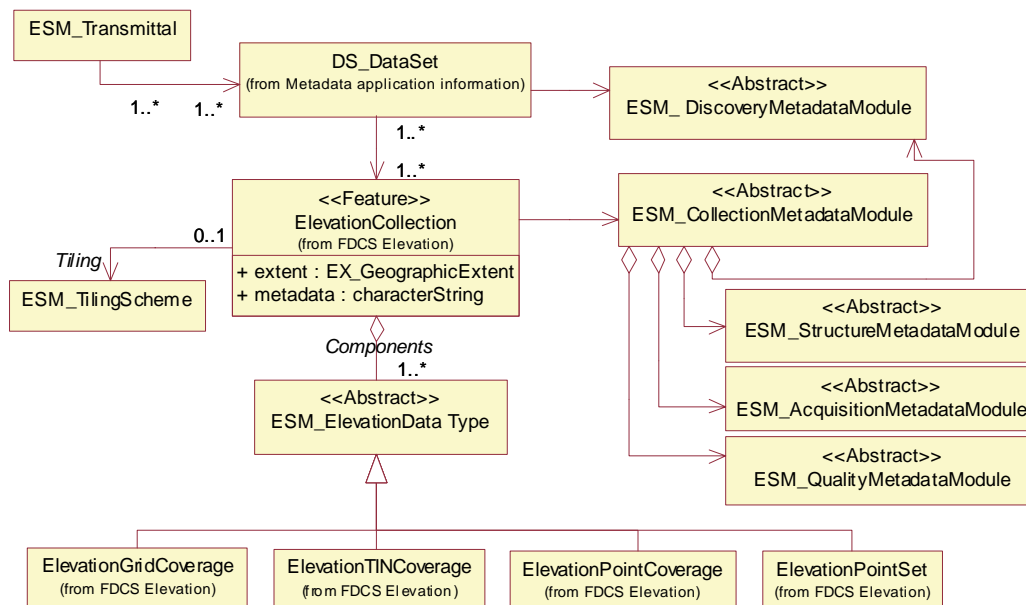 ESM_Transmittal
DS_DataSet
(from Metadata application information)
<<Abstract>>
ESM_ DiscoveryMetadataModule
1..*
1..*
1..*
1..*
<<Feature>>
ElevationCollection
(from FDCS Elevation)
+ extent : EX_GeographicExtent
+ metadata : characterString
<<Abstract>>
ESM_CollectionMetadataModule
0..1
Tiling
ESM_TilingScheme
<<Abstract>>
ESM_StructureMetadataModule
Components
1..*
<<Abstract>>
ESM_ElevationData Type
<<Abstract>>
ESM_AcquisitionMetadataModule
<<Abstract>>
ESM_QualityMetadataModule
ElevationGridCoverage
(from FDCS Elevation)
ElevationTINCoverage
(from FDCS Elevation)
ElevationPointCoverage
(from FDCS Elevation)
ElevationPointSet
(from FDCS Elevation)